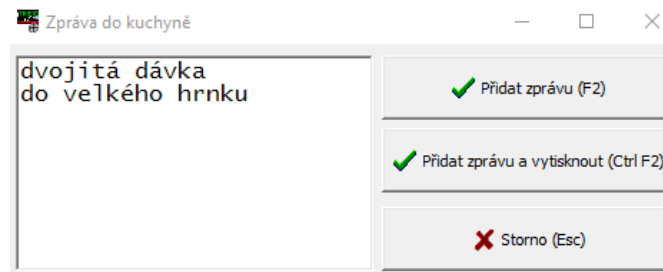 Zpráva do kuchyně
dvojitá dávka
do velkého hrnku
Přidat zprávu (F2)
Přidat zprávu a vytisknout (Ctrl F2)
Storno (Esc)